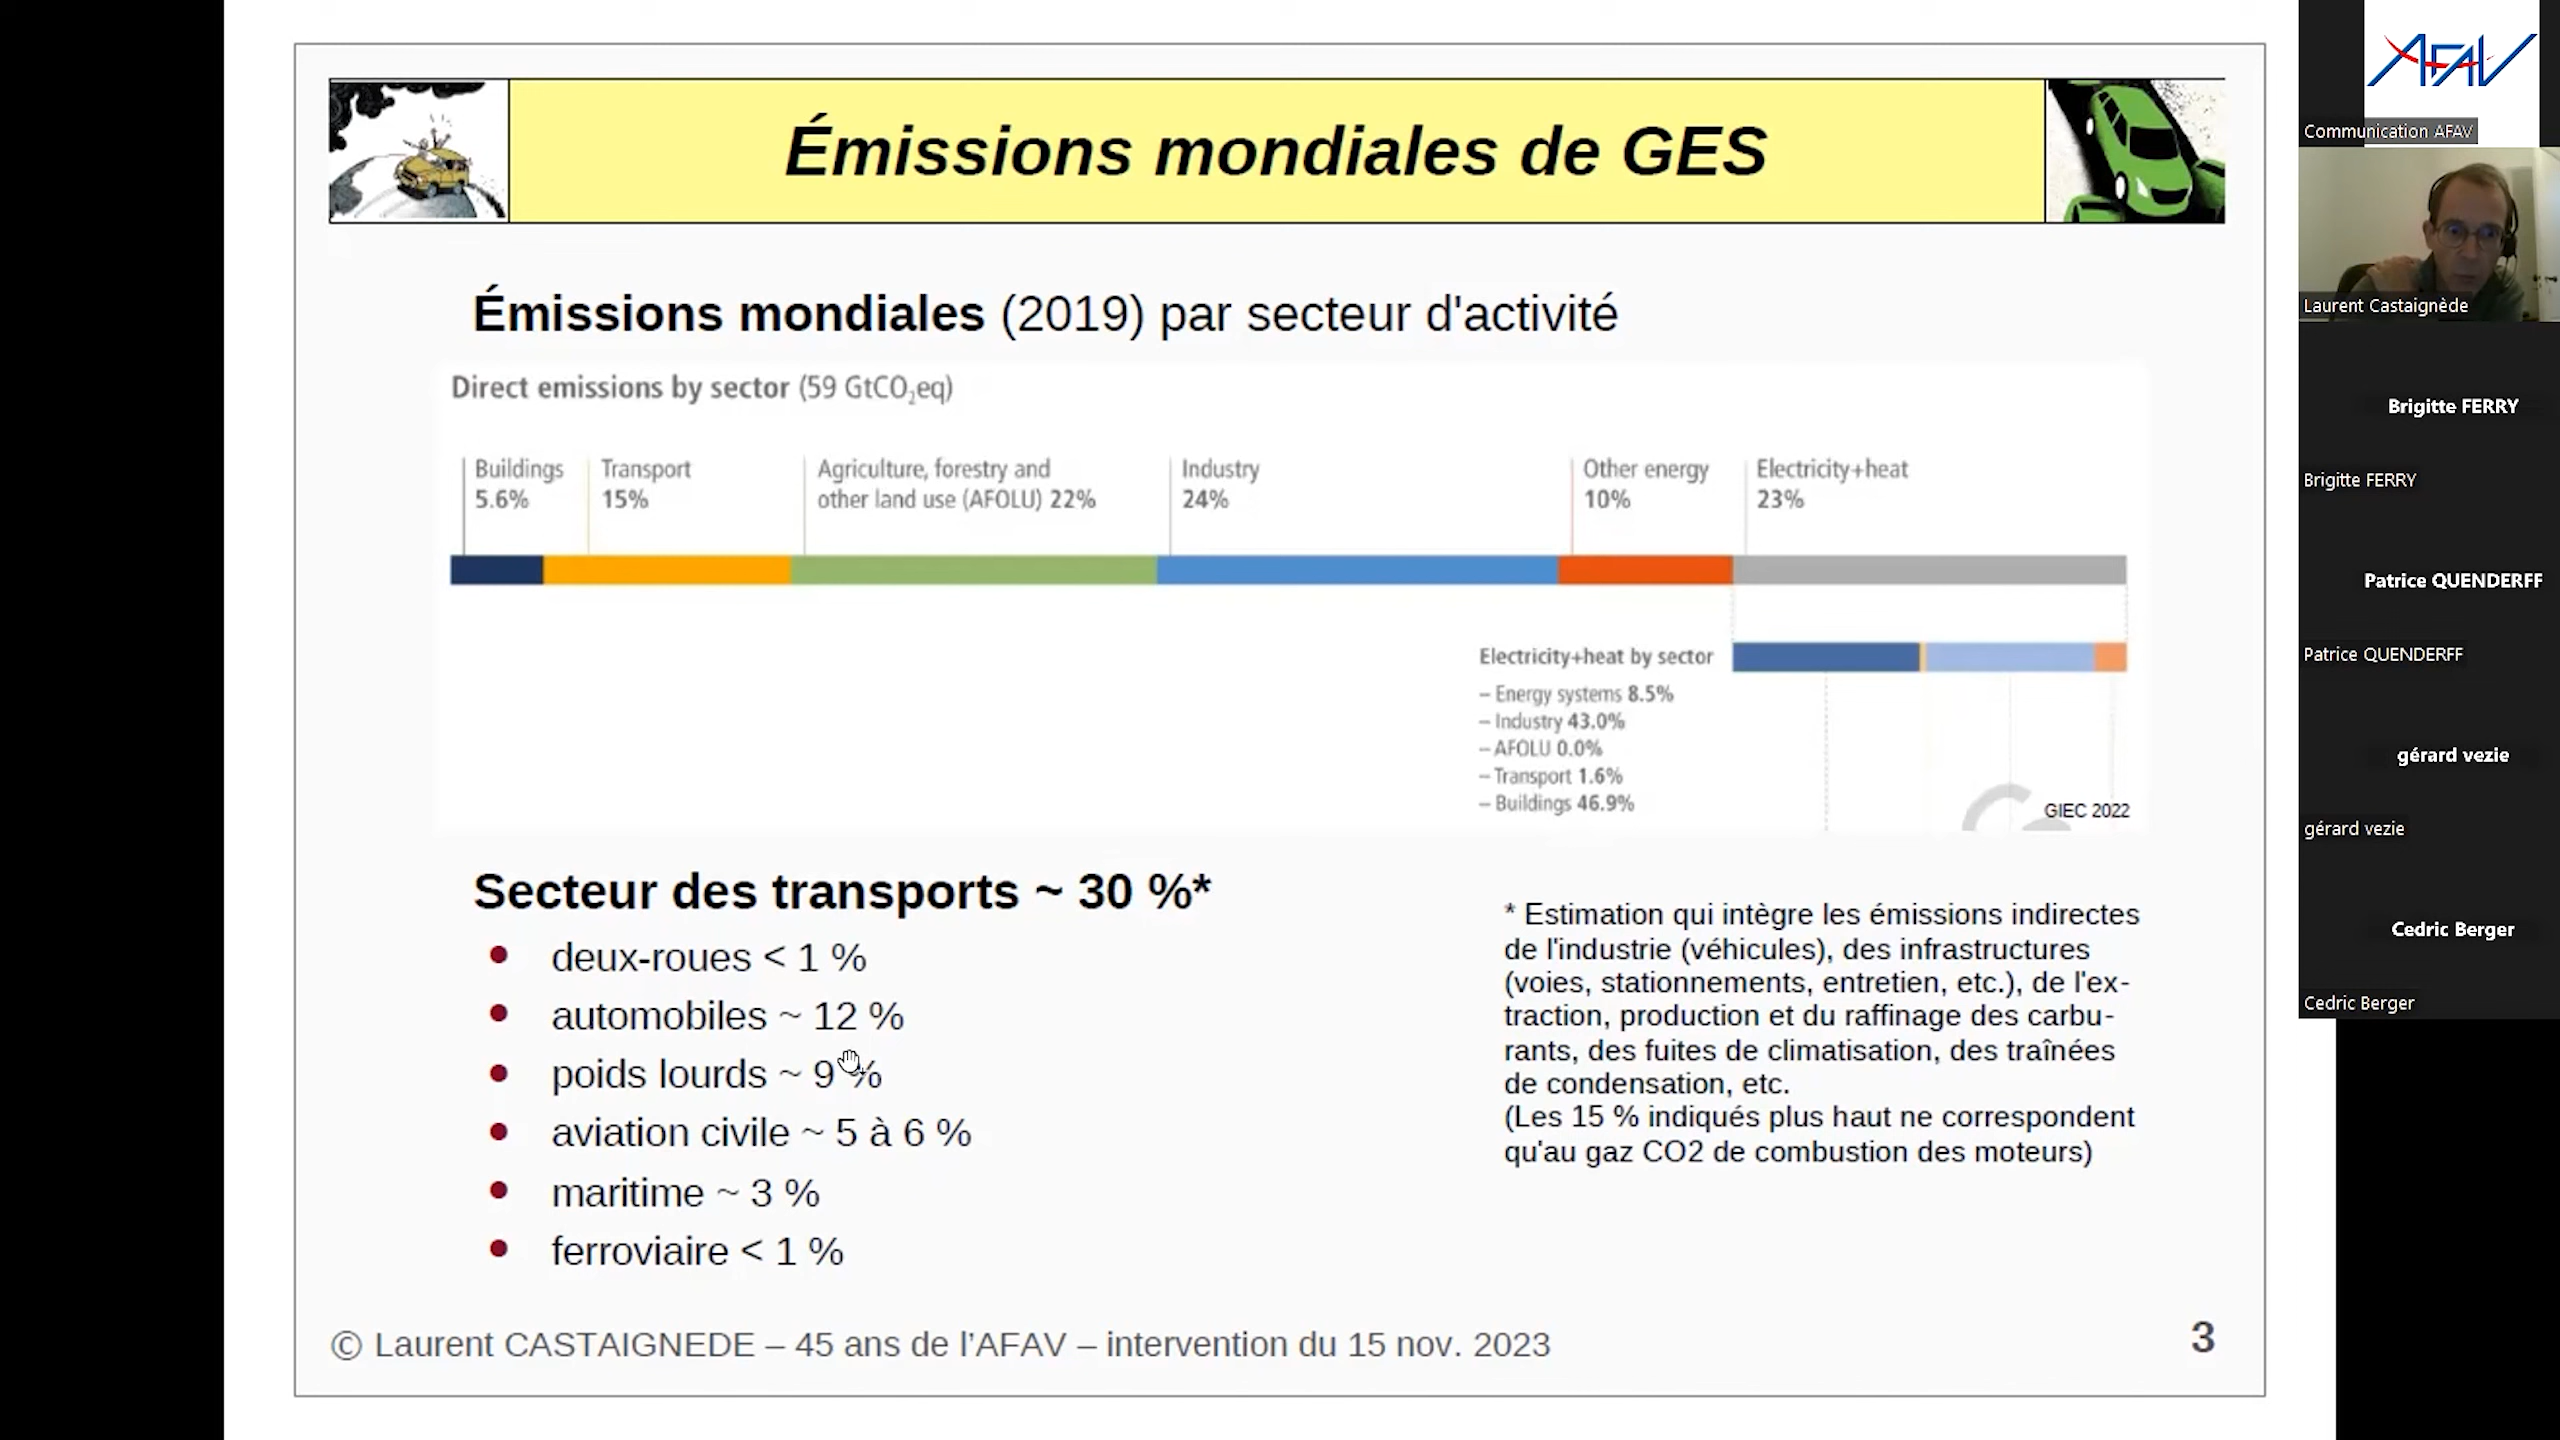 Émissions mondiales de GES
Émissions mondiales (2019) par secteur d'activité
Direct emissions by sector (59 GtCO₂eq)
Buildings
5.6%
Transport
15%
Agriculture, forestry and
other land use (AFOLU) 22%
Industry
24%
Other energy
10%
Electricity+heat
23%
Electricity+heat by sector
– Energy systems 8.5%
– Industry 43.0%
– AFOLU 0.0%
– Transport 1.6%
– Buildings 46.9%
GIEC 2022
Secteur des transports ~ 30 %*
● deux-roues < 1 %
● automobiles ~ 12 %
● poids lourds ~ 9 %
● aviation civile ~ 5 à 6 %
● maritime ~ 3 %
● ferroviaire < 1 %
* Estimation qui intègre les émissions indirectes
de l'industrie (véhicules), des infrastructures
(voies, stationnements, entretien, etc.), de l'ex-
traction, production et du raffinage des carbu-
rants, des fuites de climatisation, des traînées
de condensation, etc.
(Les 15 % indiqués plus haut ne correspondent
qu'au gaz CO2 de combustion des moteurs)
© Laurent CASTAIGNEDE – 45 ans de l'AFAV – intervention du 15 nov. 2023
3
AFAV
Communication AFAV
Laurent Castaignède
Brigitte FERRY
Brigitte FERRY
Patrice QUENDERFF
Patrice QUENDERFF
gérard vezie
gérard vezie
Cedric Berger
Cedric Berger